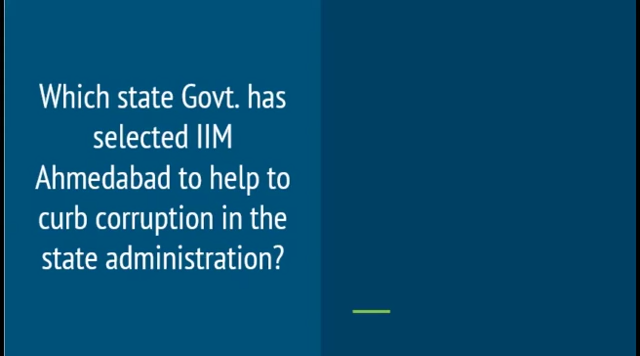 Which state Govt. has
selected IIM
Ahmedabad to help to
curb corruption in the
state administration?